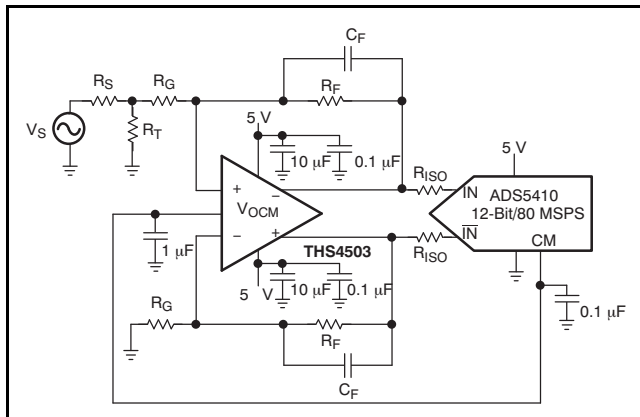 C_F
R_S
R_G
R_F
V_S
R_T
5 V
10 µF
0.1 µF
5 V
R_ISO
IN
ADS5410
12-Bit/80 MSPS
+
−
V_OCM
1 µF
−
+
THS4503
R_ISO
IN̅
CM
5 V
10 µF
0.1 µF
0.1 µF
R_G
R_F
C_F